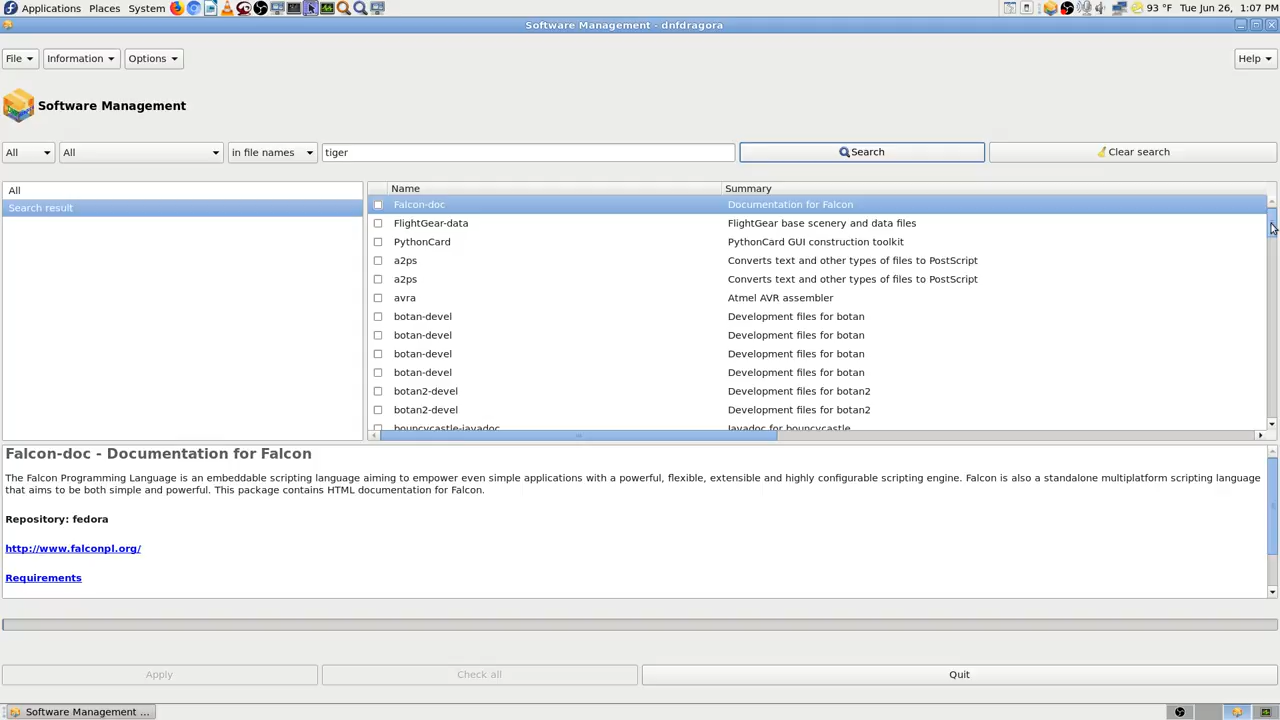 Applications Places System 93 °F Tue Jun 26, 1:07 PM
Software Management - dnfdragora
File Information Options Help
Software Management
All All in file names tiger Search Clear search
All
Search result
Name Summary
Falcon-doc Documentation for Falcon
FlightGear-data FlightGear base scenery and data files
PythonCard PythonCard GUI construction toolkit
a2ps Converts text and other types of files to PostScript
a2ps Converts text and other types of files to PostScript
avra Atmel AVR assembler
botan-devel Development files for botan
botan-devel Development files for botan
botan-devel Development files for botan
botan-devel Development files for botan
botan2-devel Development files for botan2
botan2-devel Development files for botan2
bouncycastle-javadoc Javadoc for bouncycastle
Falcon-doc - Documentation for Falcon
The Falcon Programming Language is an embeddable scripting language aiming to empower even simple applications with a powerful, flexible, extensible and highly configurable scripting engine. Falcon is also a standalone multiplatform scripting language
that aims to be both simple and powerful. This package contains HTML documentation for Falcon.
Repository: fedora
http://www.falconpl.org/
Requirements
Apply Check all Quit
Software Management ...